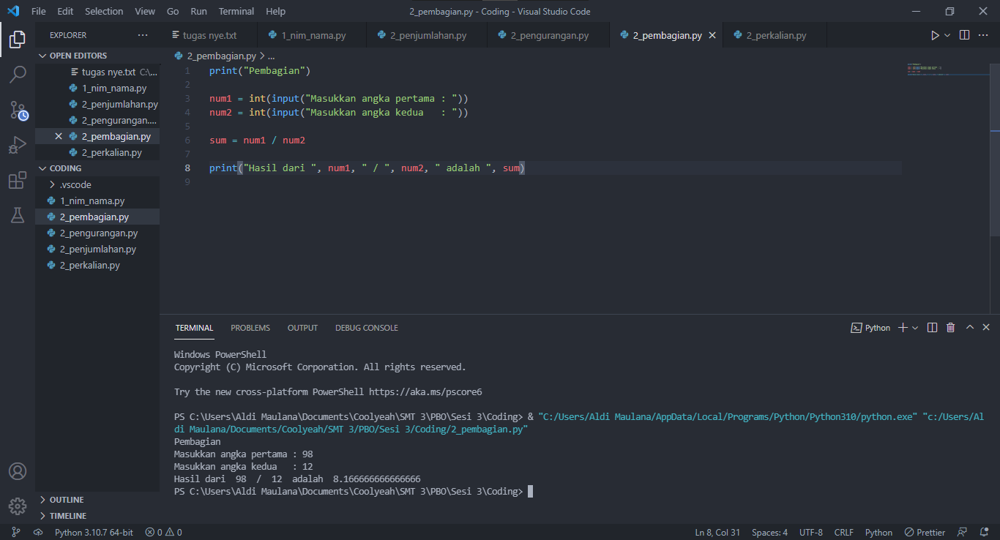 File Edit Selection View Go Run Terminal Help 2_pembagian.py - Coding - Visual Studio Code
EXPLORER
tugas nye.txt 1_nim_nama.py 2_penjumlahan.py 2_pengurangan.py 2_pembagian.py 2_perkalian.py
OPEN EDITORS
tugas nye.txt C:\...
1_nim_nama.py
2_penjumlahan.py
2_pengurangan....
2_pembagian.py
2_perkalian.py
CODING
.vscode
1_nim_nama.py
2_pembagian.py
2_pengurangan.py
2_penjumlahan.py
2_perkalian.py
OUTLINE
TIMELINE
2_pembagian.py > ...
1 print("Pembagian")
2
3 num1 = int(input("Masukkan angka pertama : "))
4 num2 = int(input("Masukkan angka kedua   : "))
5
6 sum = num1 / num2
7
8 print("Hasil dari ", num1, " / ", num2, " adalah ", sum)
9
TERMINAL PROBLEMS OUTPUT DEBUG CONSOLE Python
Windows PowerShell
Copyright (C) Microsoft Corporation. All rights reserved.
Try the new cross-platform PowerShell https://aka.ms/pscore6
PS C:\Users\Aldi Maulana\Documents\Coolyeah\SMT 3\PBO\Sesi 3\Coding> & "C:/Users/Aldi Maulana/AppData/Local/Programs/Python/Python310/python.exe" "c:/Users/Al
di Maulana/Documents/Coolyeah/SMT 3/PBO/Sesi 3/Coding/2_pembagian.py"
Pembagian
Masukkan angka pertama : 98
Masukkan angka kedua   : 12
Hasil dari  98  /  12  adalah  8.166666666666666
PS C:\Users\Aldi Maulana\Documents\Coolyeah\SMT 3\PBO\Sesi 3\Coding>
Python 3.10.7 64-bit 0 0 Ln 8, Col 31 Spaces: 4 UTF-8 CRLF Python Prettier